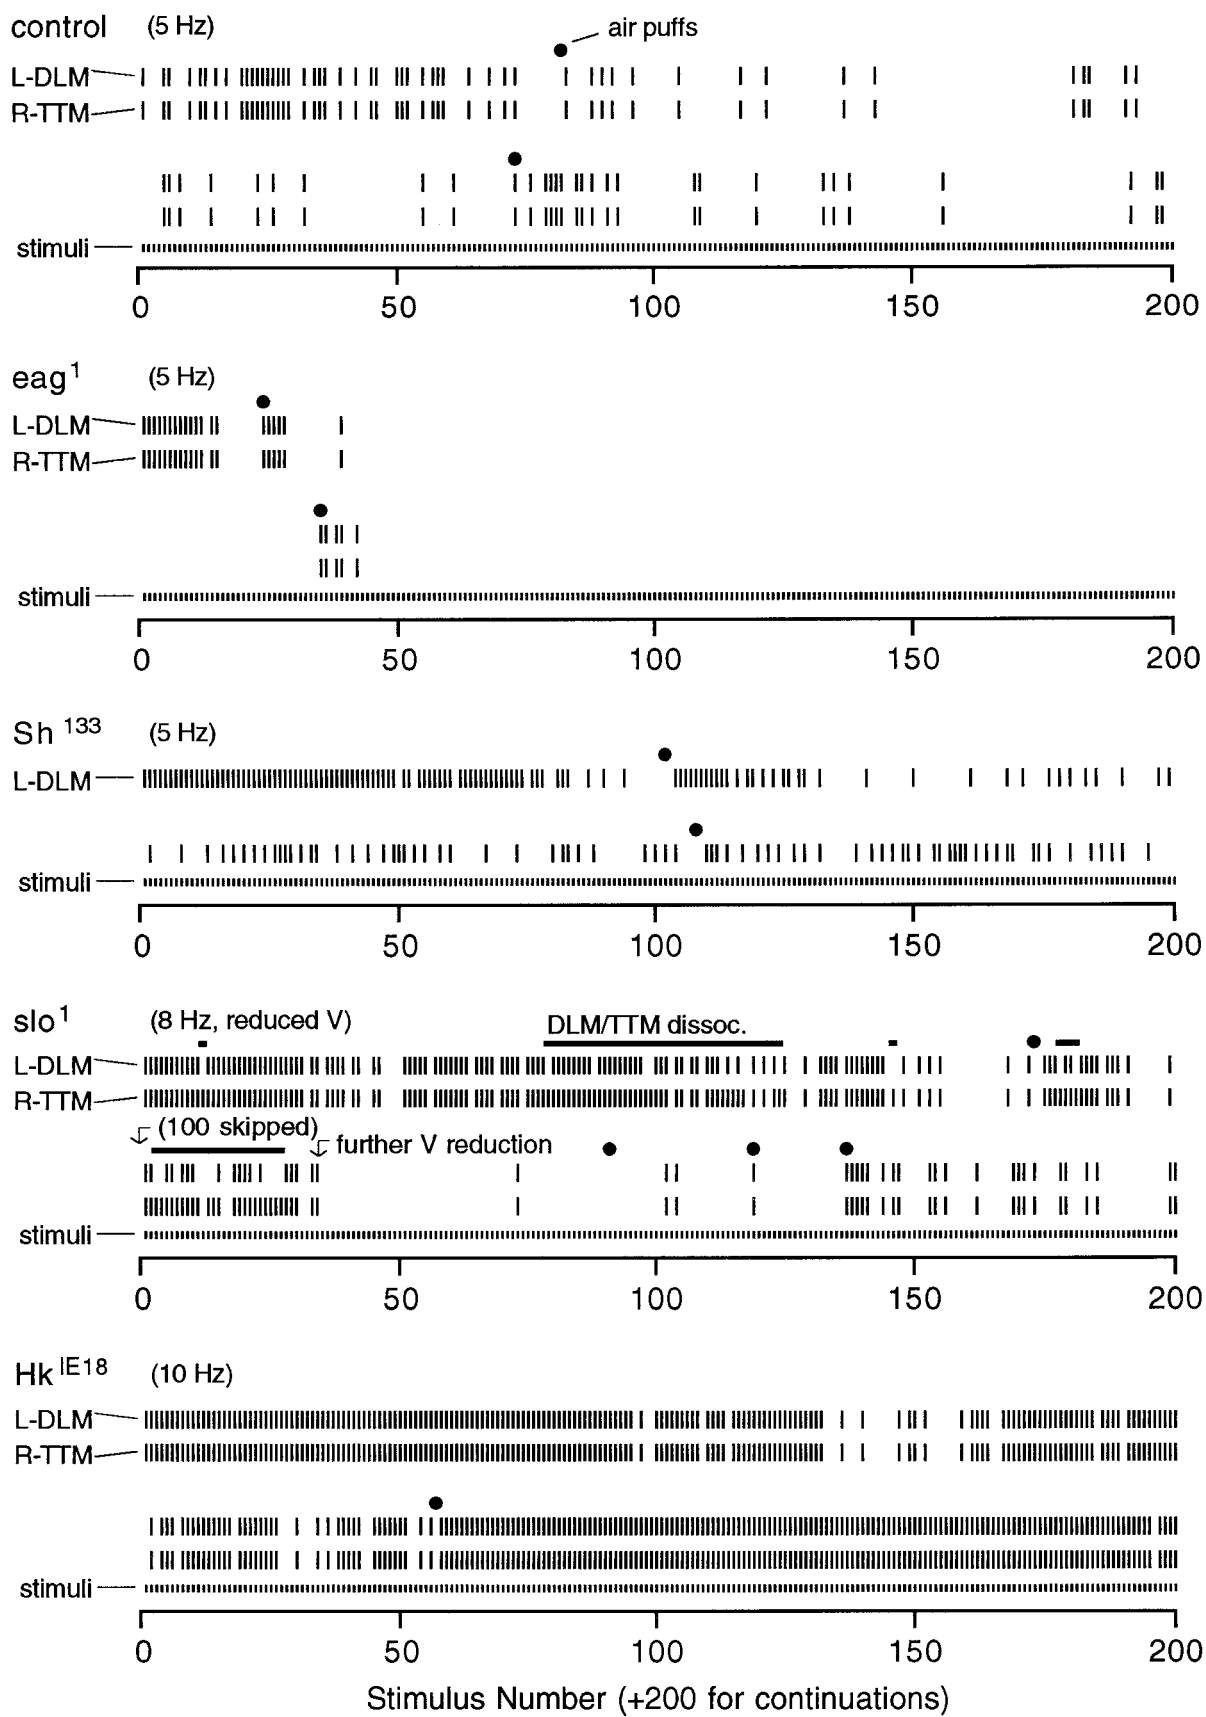 control (5 Hz)
air puffs
L-DLM
R-TTM
stimuli
0 50 100 150 200
eag1 (5 Hz)
L-DLM
R-TTM
stimuli
0 50 100 150 200
Sh 133 (5 Hz)
L-DLM
stimuli
0 50 100 150 200
slo1 (8 Hz, reduced V)
DLM/TTM dissoc.
L-DLM
R-TTM
(100 skipped)
further V reduction
stimuli
0 50 100 150 200
Hk IE18 (10 Hz)
L-DLM
R-TTM
stimuli
0 50 100 150 200
Stimulus Number (+200 for continuations)